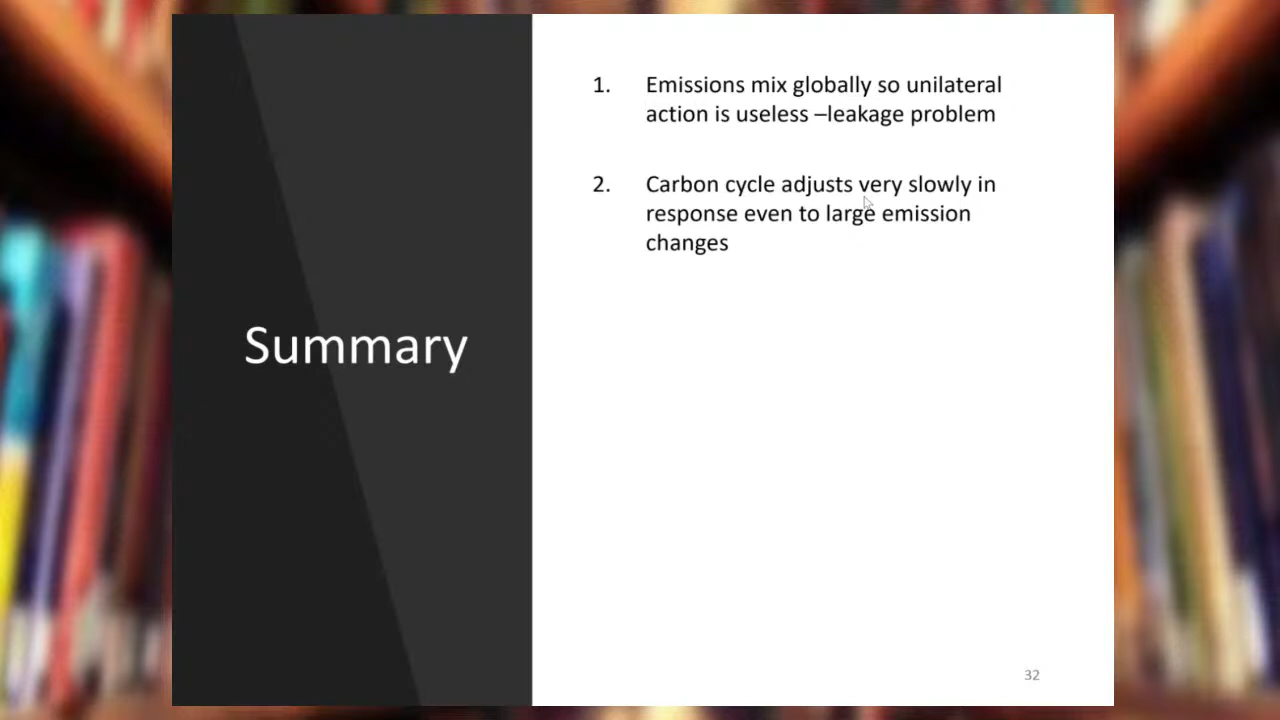 Summary
1. Emissions mix globally so unilateral
action is useless –leakage problem
2. Carbon cycle adjusts very slowly in
response even to large emission
changes
32